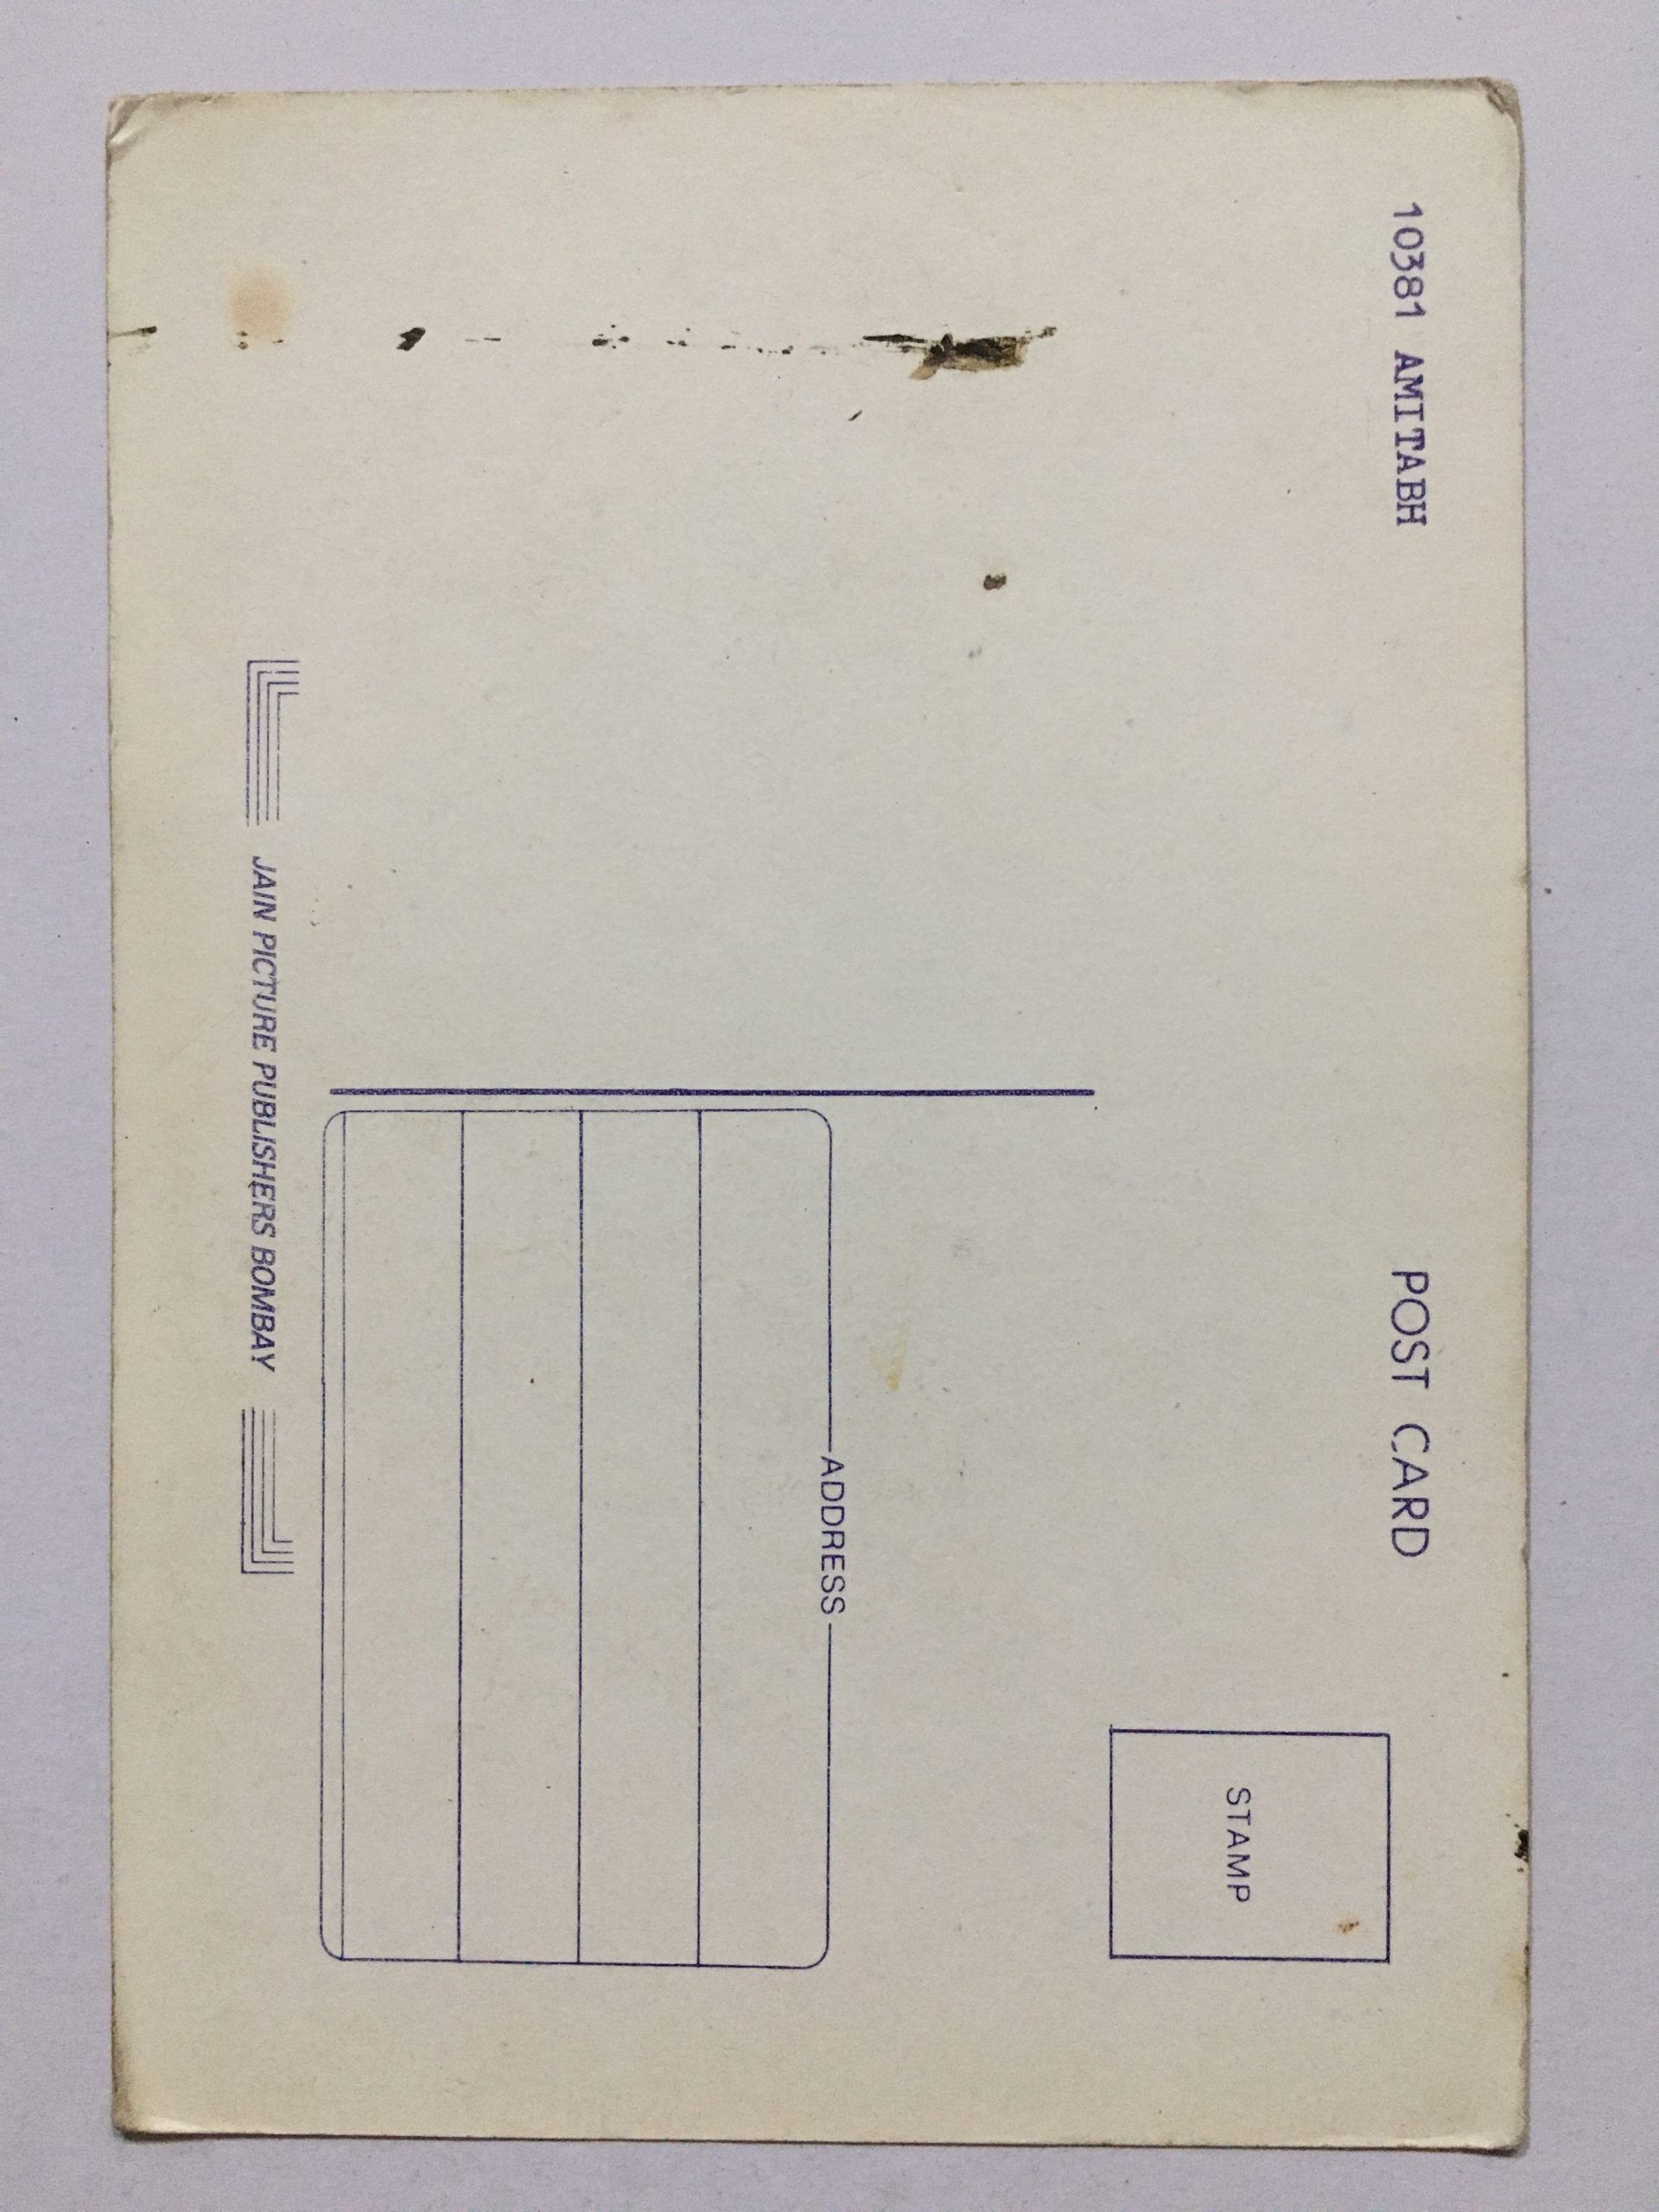 10381 AMITABH
POST CARD
STAMP
ADDRESS
JAIN PICTURE PUBLISHERS BOMBAY